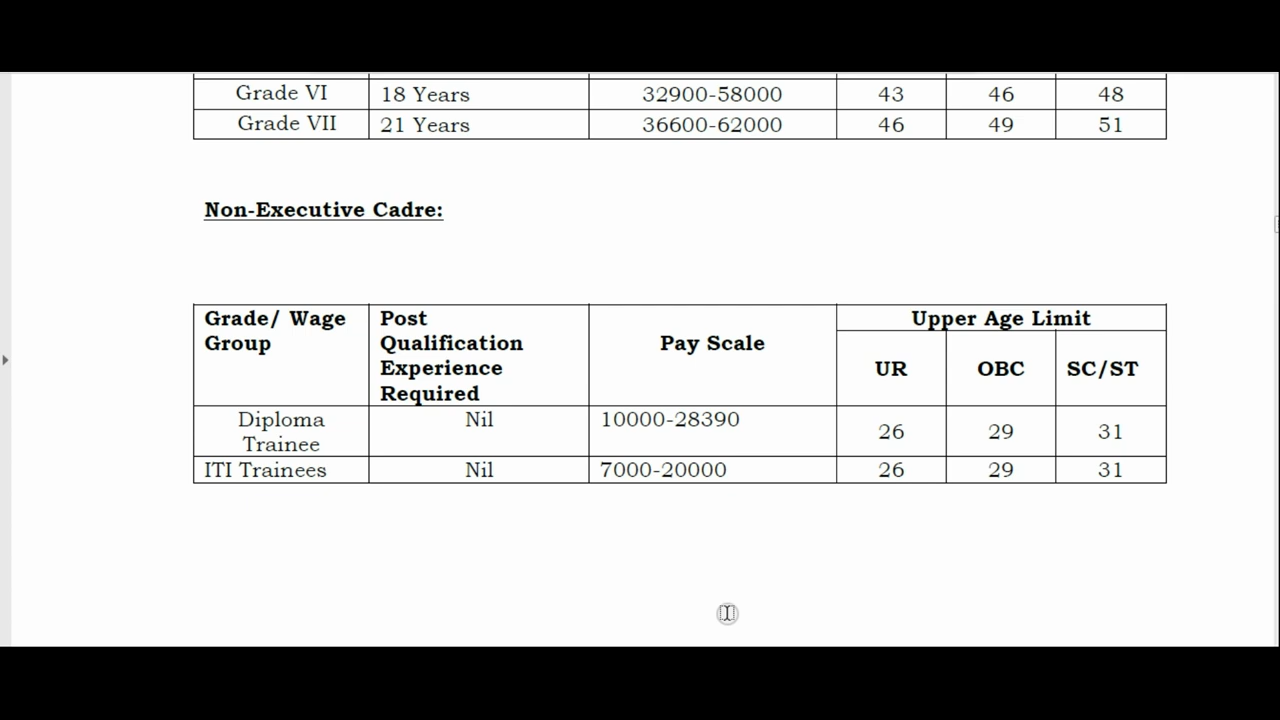 Grade VI 18 Years 32900-58000 43 46 48
Grade VII 21 Years 36600-62000 46 49 51
Non-Executive Cadre:
Grade/ Wage Group Post Qualification Experience Required Pay Scale Upper Age Limit
UR OBC SC/ST
Diploma Trainee Nil 10000-28390 26 29 31
ITI Trainees Nil 7000-20000 26 29 31